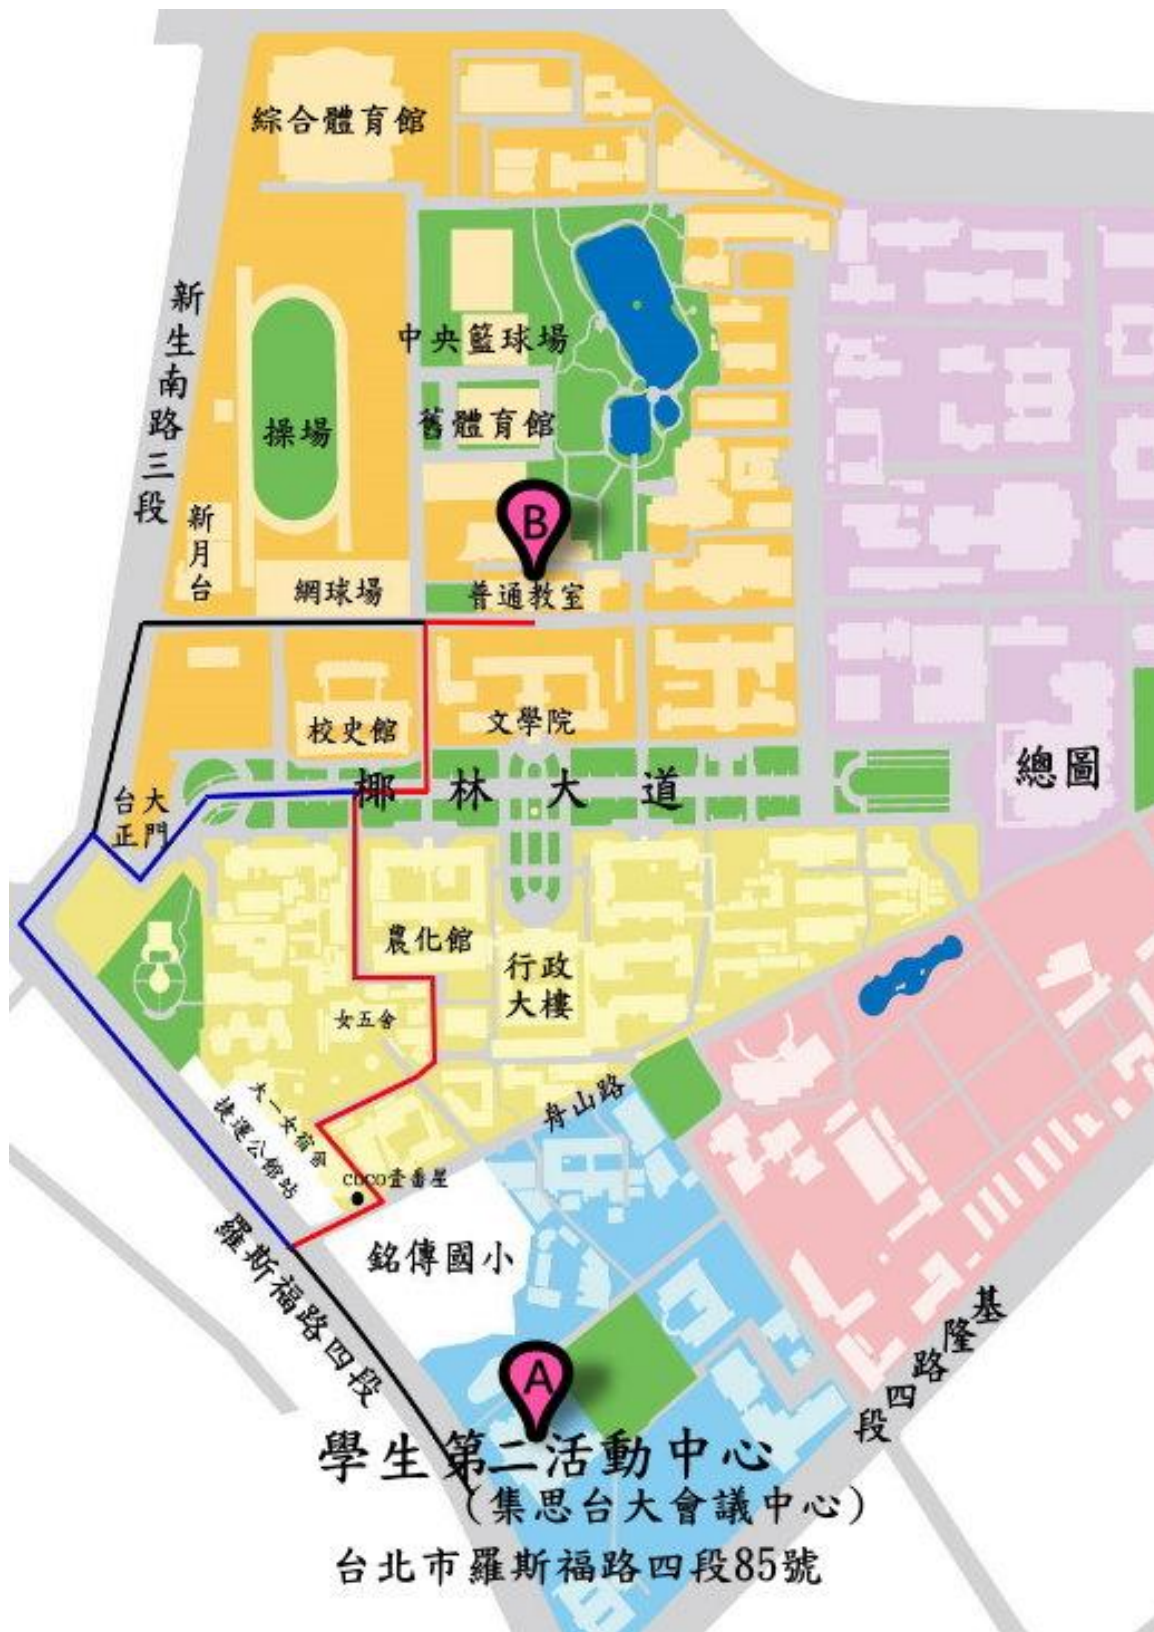 綜合體育館
新生南路三段
中央籃球場
操場
舊體育館
新月台
B
網球場
普通教室
校史館
文學院
總圖
椰林大道
台大正門
農化館
行政大樓
女五舍
大一女宿舍
捷運公館站
舟山路
COCO壹番屋
銘傳國小
羅斯福路四段
基隆路四段
A
學生第二活動中心
(集思台大會議中心)
台北市羅斯福路四段85號